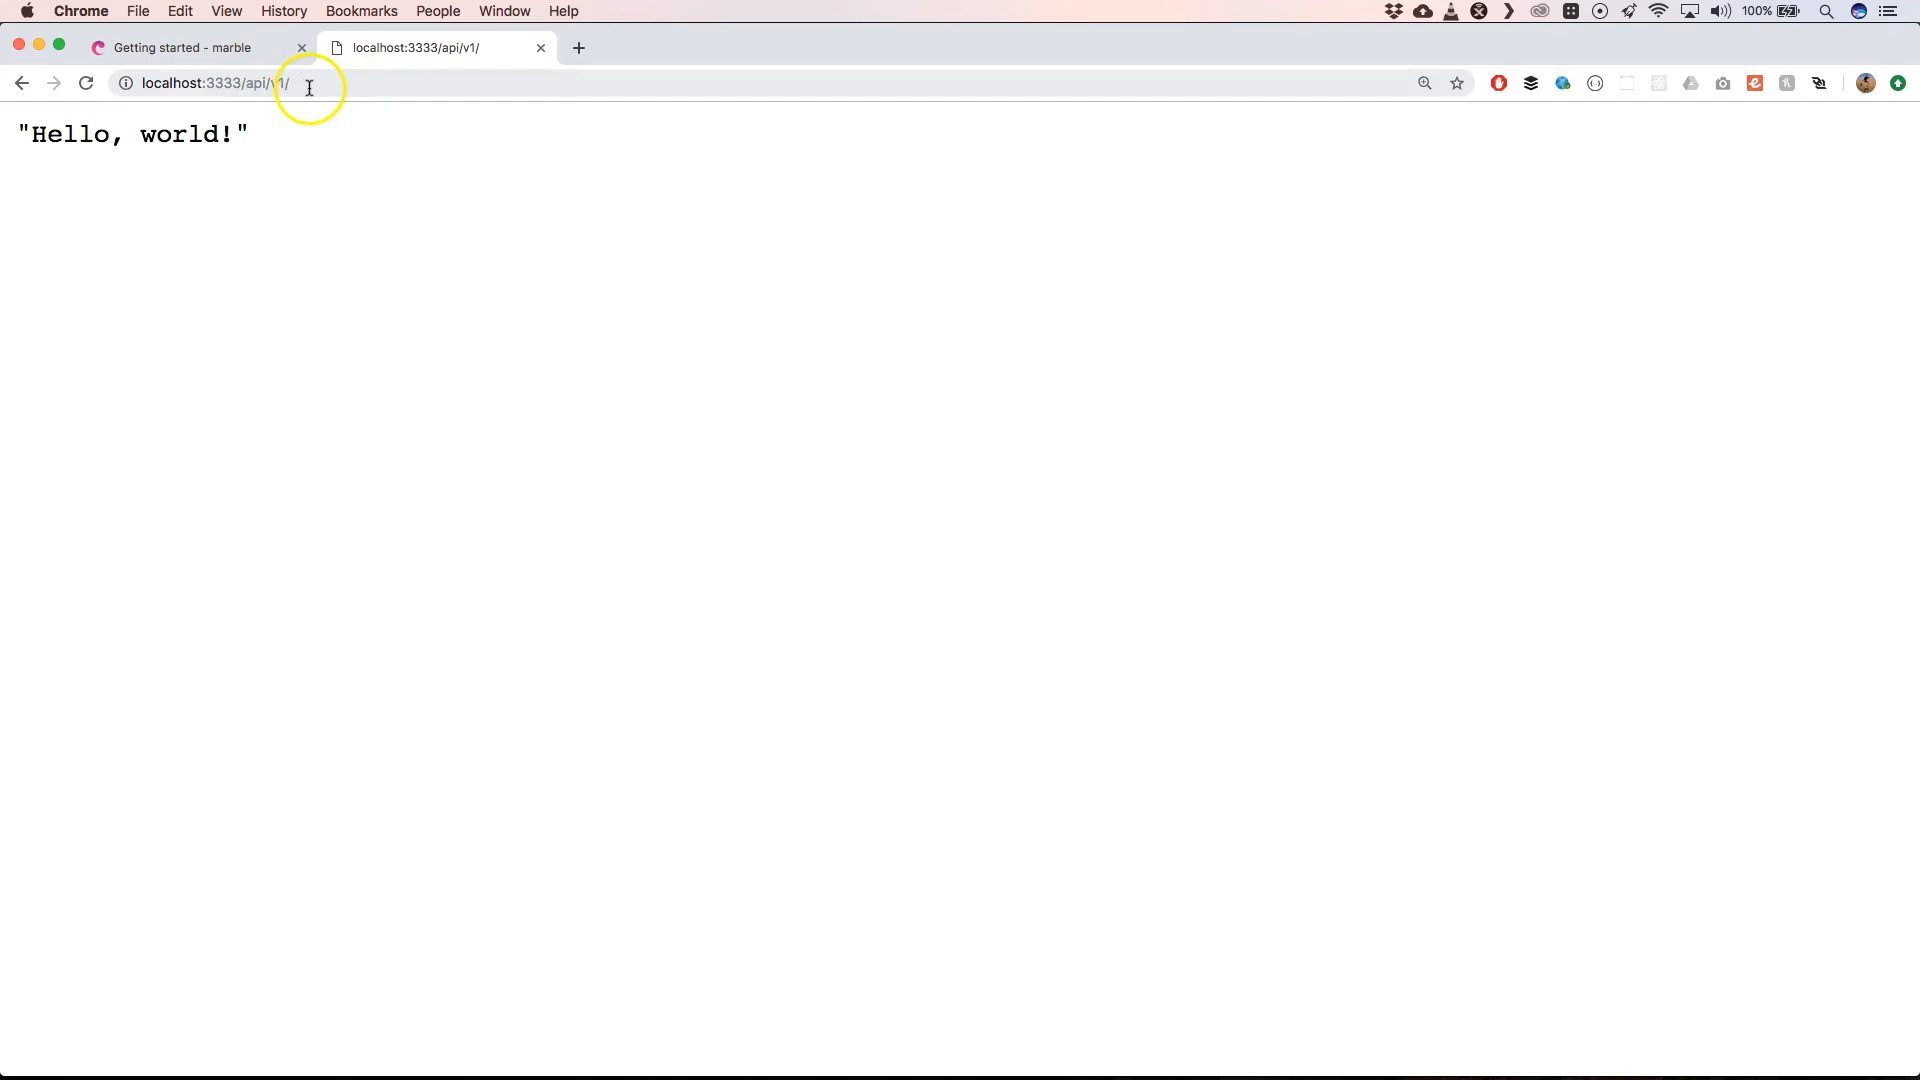 Chrome File Edit View History Bookmarks People Window Help 100%
Getting started - marble localhost:3333/api/v1/
localhost:3333/api/v1/
"Hello, world!"